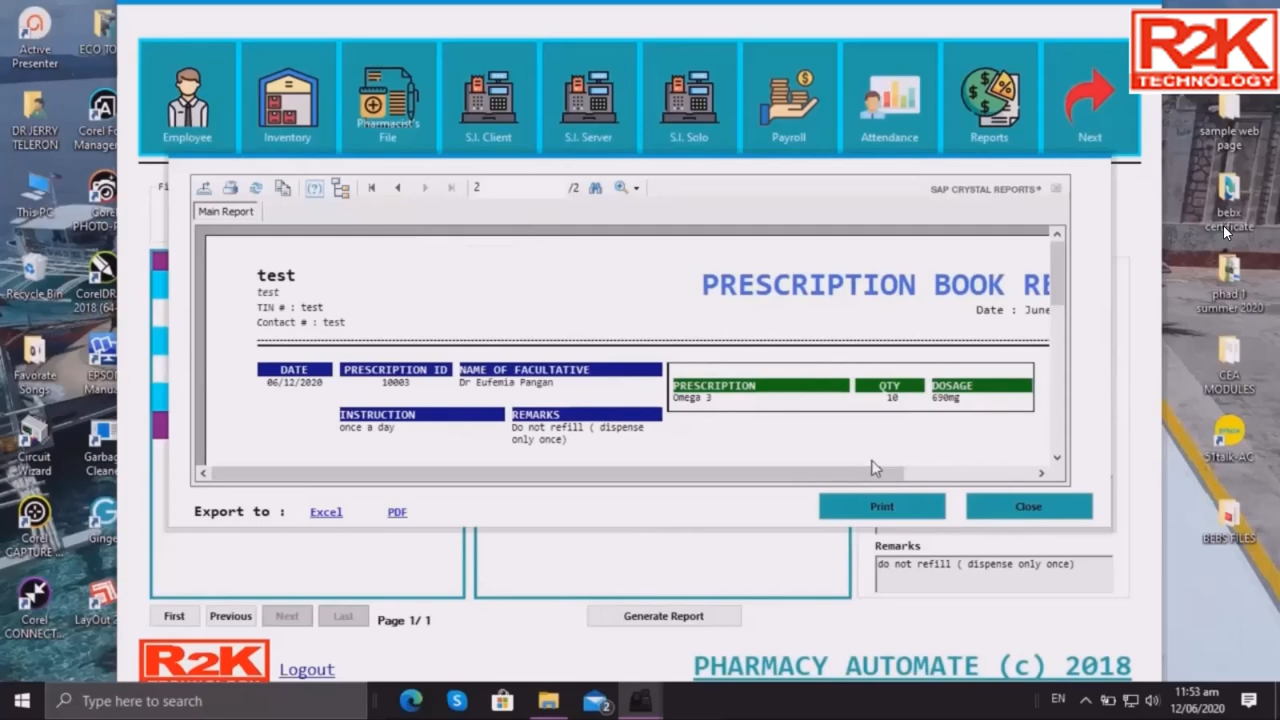 Active
Presenter
ECO TO
R2K
TECHNOLOGY
Employee
Inventory
Pharmacist's
File
S.I. Client
S.I. Server
S.I. Solo
Payroll
Attendance
Reports
Next
DR JERRY
TELERON
Corel Fo
Manager
sample web
page
This PC
Corel
PHOTO-P
2
/2
SAP CRYSTAL REPORTS®
Main Report
bebx
certificate
test
test
TIN # : test
Contact # : test
PRESCRIPTION BOOK RE
Date : June
Recycle Bin
CorelDR
2018 (64-
phad 1
summer 2020
DATE
PRESCRIPTION ID
NAME OF FACULTATIVE
06/12/2020
10003
Dr Eufemia Pangan
PRESCRIPTION
QTY
DOSAGE
Omega 3
10
690mg
INSTRUCTION
REMARKS
once a day
Do not refill ( dispense
only once)
Favorate
Songs
EPSO
Manua
CEA
MODULES
Circuit
Wizard
Garbag
Cleane
51talk-AC
Export to :
Excel
PDF
Print
Close
Corel
CAPTURE ...
Ginge
BEBS FILES
Remarks
do not refill ( dispense only once)
First
Previous
Next
Last
Page 1/ 1
Generate Report
Corel
CONNECT...
LayOut 2
R2K
Logout
PHARMACY AUTOMATE (c) 2018
Type here to search
2
EN
11:53 am
12/06/2020